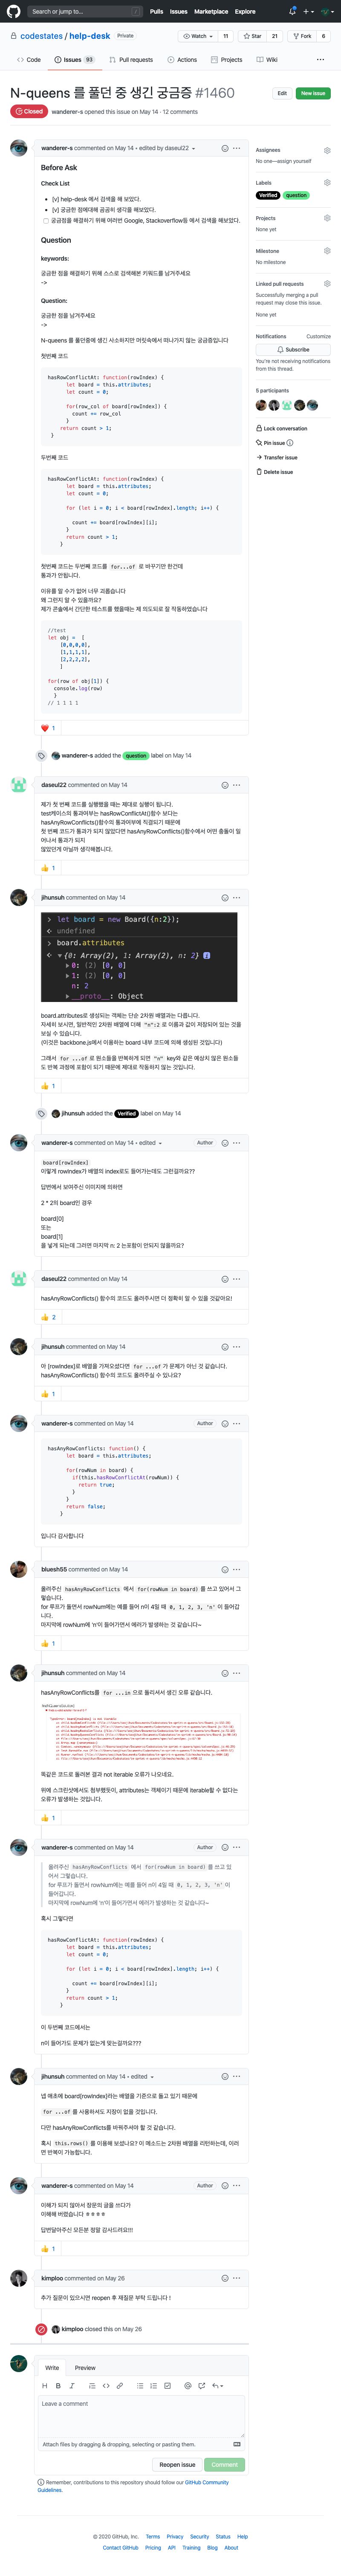 Search or jump to... /
Pulls Issues Marketplace Explore
codestates / help-desk Private
Watch 11 Star 21 Fork 6
Code Issues 93 Pull requests Actions Projects Wiki
N-queens 를 풀던 중 생긴 궁금증 #1460
Edit New issue
Closed wanderer-s opened this issue on May 14 · 12 comments
wanderer-s commented on May 14 • edited by daseul22
Before Ask
Check List
[v] help-desk 에서 검색을 해 보았다.
[v] 궁금한 점에대해 곰곰히 생각을 해보았다.
궁금점을 해결하기 위해 여러번 Google, Stackoverflow등 에서 검색을 해보았다.
Question
keywords:
궁금한 것을 해결하기 위해 스스로 검색해본 키워드를 남겨주세요
->
Question:
궁금한 것을 남겨주세요
->
N-queens 를 풀던중에 생긴 사소하지만 머릿속에서 떠나가지 않는 궁금증입니다
첫번째 코드
hasRowConflictAt: function(rowIndex) {
let board = this.attributes;
let count = 0;
for(row_col of board[rowIndex]) {
count += row_col
}
return count > 1;
}
두번째 코드
hasRowConflictAt: function(rowIndex) {
let board = this.attributes;
let count = 0;
for (let i = 0; i < board[rowIndex].length; i++) {
count += board[rowIndex][i];
}
return count > 1;
}
첫번째 코드는 두번째 코드를 for...of 로 바꾸기만 한건데
통과가 안됩니다.
이유를 알 수가 없어 너무 괴롭습니다
왜 그런지 알 수 있을까요?
제가 콘솔에서 간단한 테스트를 했을때는 제 의도되로 잘 작동하였습니다
//test
let obj = [
[0,0,0,0],
[1,1,1,1],
[2,2,2,2],
]
for(row of obj[1]) {
console.log(row)
}
// 1 1 1 1
❤️ 1
wanderer-s added the question label on May 14
daseul22 commented on May 14
제가 첫 번째 코드를 실행했을 때는 제대로 실행이 됩니다.
test케이스의 통과여부는 hasRowConflictAt()함수 보다는
hasAnyRowConflicts()함수의 통과여부에 직결되기 때문에
첫 번째 코드가 통과가 되지 않았다면 hasAnyRowConflicts()함수에서 어떤 충돌이 일어나서 통과가 되지
않았던게 아닐까 생각해봅니다.
👍 1
jihunsuh commented on May 14
let board = new Board({n:2});
undefined
board.attributes
{0: Array(2), 1: Array(2), n: 2}
0: (2) [0, 0]
1: (2) [0, 0]
n: 2
__proto__: Object
board.attributes로 생성되는 객체는 단순 2차원 배열과는 다릅니다.
자세히 보시면, 일반적인 2차원 배열에 더해 "n":2 로 이름과 값이 저장되어 있는 것을 보실 수 있습니다.
(이것은 backbone.js에서 이용하는 board 내부 코드에 의해 생성된 것입니다)
그래서 for ...of 로 원소들을 반복하게 되면 "n" key와 같은 예상치 않은 원소들도 반복 과정에 포함이 되기 때문에 제대로 작동하지 않는 것입니다.
👍 1
jihunsuh added the Verified label on May 14
wanderer-s commented on May 14 • edited Author
board[rowIndex]
이렇게 rowIndex가 배열의 index로도 들어가는데도 그런걸까요??
답변에서 보여주신 이미지에 의하면
2 * 2의 board인 경우
board[0]
또는
board[1]
을 넣게 되는데 그러면 마지막 n: 2 는포함이 안되지 않을까요?
daseul22 commented on May 14
hasAnyRowConflicts() 함수의 코드도 올려주시면 더 정확히 알 수 있을 것같아요!
👍 2
jihunsuh commented on May 14
아 [rowIndex]로 배열을 가져오셨다면 for ...of 가 문제가 아닌 것 같습니다.
hasAnyRowConflicts() 함수의 코드도 올려주실 수 있나요?
👍 1
wanderer-s commented on May 14 Author
hasAnyRowConflicts: function() {
let board = this.attributes;
for(rowNum in board) {
if(this.hasRowConflictAt(rowNum)) {
return true;
}
}
return false;
}
입니다 감사합니다
bluesh55 commented on May 14
올려주신 hasAnyRowConflicts 에서 for(rowNum in board) 를 쓰고 있어서 그렇습니다.
for 루프가 돌면서 rowNum에는 예를 들어 n이 4일 때 0, 1, 2, 3, 'n' 이 들어갑니다.
마지막에 rowNum에 'n'이 들어가면서 에러가 발생하는 것 같습니다~
👍 1
jihunsuh commented on May 14
hasAnyRowConflicts를 for ...in 으로 돌리셔서 생긴 오류 같습니다.
똑같은 코드로 돌려본 결과 not iterable 오류가 나오네요.
위에 스크린샷에서도 첨부했듯이, attributes는 객체이기 때문에 iterable할 수 없다는 오류가 발생하는 것입니다.
👍 1
wanderer-s commented on May 14 Author
올려주신 hasAnyRowConflicts 에서 for(rowNum in board) 를 쓰고 있어서 그렇습니다.
for 루프가 돌면서 rowNum에는 예를 들어 n이 4일 때 0, 1, 2, 3, 'n' 이 들어갑니다.
마지막에 rowNum에 'n'이 들어가면서 에러가 발생하는 것 같습니다~
혹시 그렇다면
hasRowConflictAt: function(rowIndex) {
let board = this.attributes;
let count = 0;
for (let i = 0; i < board[rowIndex].length; i++) {
count += board[rowIndex][i];
}
return count > 1;
}
이 두번째 코드에서는
n이 들어가도 문제가 없는게 맞는걸까요???
jihunsuh commented on May 14 • edited
넵 애초에 board[rowIndex]라는 배열을 기준으로 돌고 있기 때문에
for ...of 를 사용하셔도 지장이 없을 것입니다.
다만 hasAnyRowConflicts를 바꿔주셔야 할 것 같습니다.
혹시 this.rows() 를 이용해 보셨나요? 이 메소드는 2차원 배열을 리턴하는데, 이러면 반복이 가능합니다.
wanderer-s commented on May 14 Author
이해가 되지 않아서 장문의 글을 쓰다가
이해해 버렸습니다 ㅎㅎㅎㅎ
답변달아주신 모든분 정말 감사드려요!!!
👍 1
kimploo commented on May 26
추가 질문이 있으시면 reopen 후 재질문 부탁 드립니다 !
kimploo closed this on May 26
Write Preview
Leave a comment
Attach files by dragging & dropping, selecting or pasting them.
Reopen issue Comment
Remember, contributions to this repository should follow our GitHub Community Guidelines.
Assignees
No one—assign yourself
Labels
Verified question
Projects
None yet
Milestone
No milestone
Linked pull requests
Successfully merging a pull request may close this issue.
None yet
Notifications Customize
Subscribe
You're not receiving notifications from this thread.
5 participants
Lock conversation
Pin issue
Transfer issue
Delete issue
© 2020 GitHub, Inc. Terms Privacy Security Status Help
Contact GitHub Pricing API Training Blog About